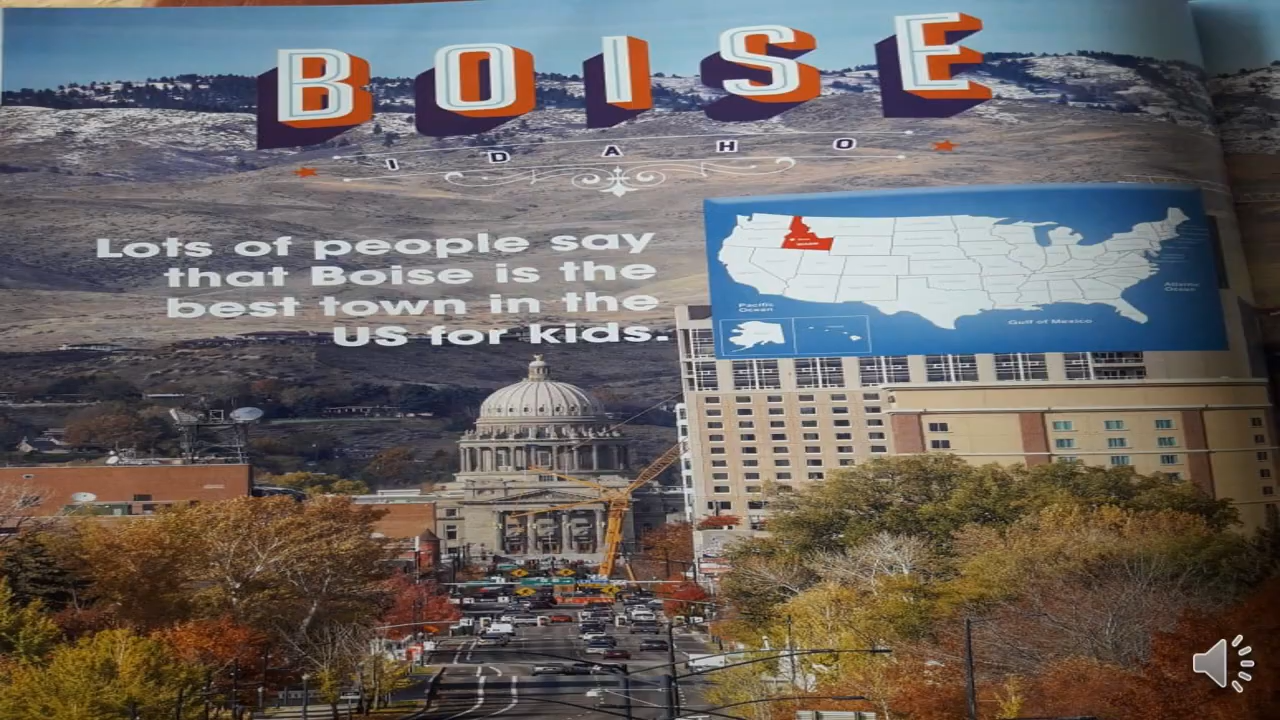 BOISE
IDAHO
Lots of people say
that Boise is the
best town in the
US for kids.
Pacific
Ocean
Atlantic
Ocean
Gulf of Mexico